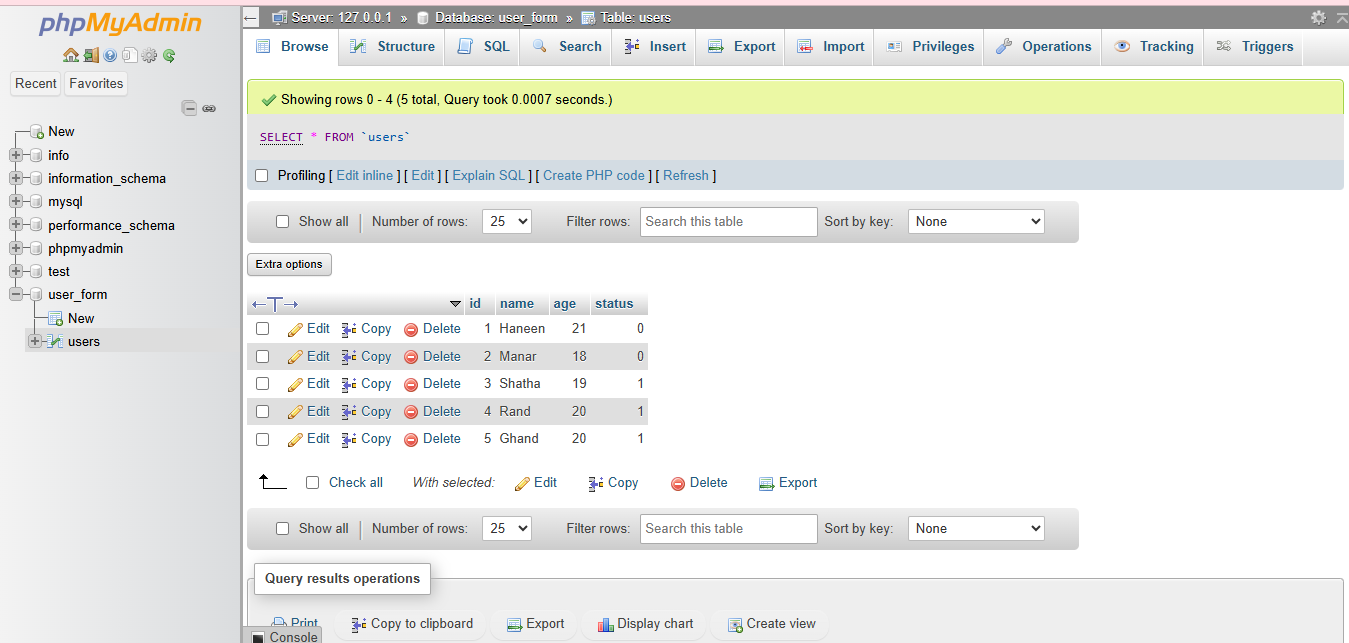 phpMyAdmin
Recent Favorites
New
info
information_schema
mysql
performance_schema
phpmyadmin
test
user_form
New
users
Server: 127.0.0.1 » Database: user_form » Table: users
Browse Structure SQL Search Insert Export Import Privileges Operations Tracking Triggers
Showing rows 0 - 4 (5 total, Query took 0.0007 seconds.)
SELECT * FROM `users`
Profiling [ Edit inline ] [ Edit ] [ Explain SQL ] [ Create PHP code ] [ Refresh ]
Show all | Number of rows: 25 Filter rows: Search this table Sort by key: None
Extra options
←T→ id name age status
Edit Copy Delete 1 Haneen 21 0
Edit Copy Delete 2 Manar 18 0
Edit Copy Delete 3 Shatha 19 1
Edit Copy Delete 4 Rand 20 1
Edit Copy Delete 5 Ghand 20 1
Check all With selected: Edit Copy Delete Export
Show all | Number of rows: 25 Filter rows: Search this table Sort by key: None
Query results operations
Print Copy to clipboard Export Display chart Create view
Console